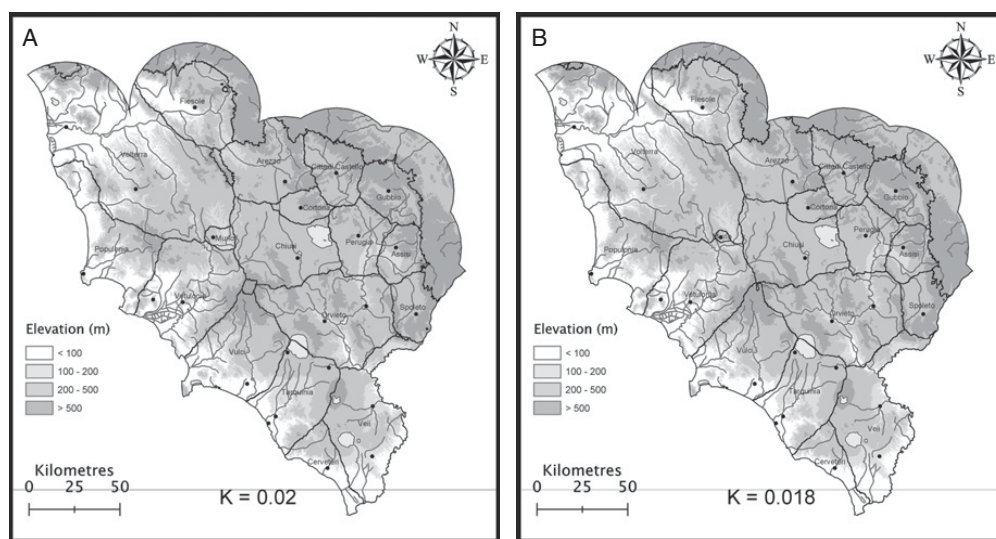 A
N
W E
S
Fiesole
Volterra
Arezzo
Città di Castello
Gubbio
Cortona
Murlo
Chiusi
Perugia
Assisi
Populonia
Vetulonia
Spoleto
Orvieto
Vulci
Tarquinia
Veii
Cerveteri
Elevation (m)
< 100
100 - 200
200 - 500
> 500
Kilometres
0 25 50
K = 0.02
B
N
W E
S
Fiesole
Volterra
Arezzo
Città di Castello
Gubbio
Cortona
Chiusi
Perugia
Assisi
Populonia
Vetulonia
Spoleto
Orvieto
Vulci
Tarquinia
Veii
Cerveteri
Elevation (m)
< 100
100 - 200
200 - 500
> 500
Kilometres
0 25 50
K = 0.018